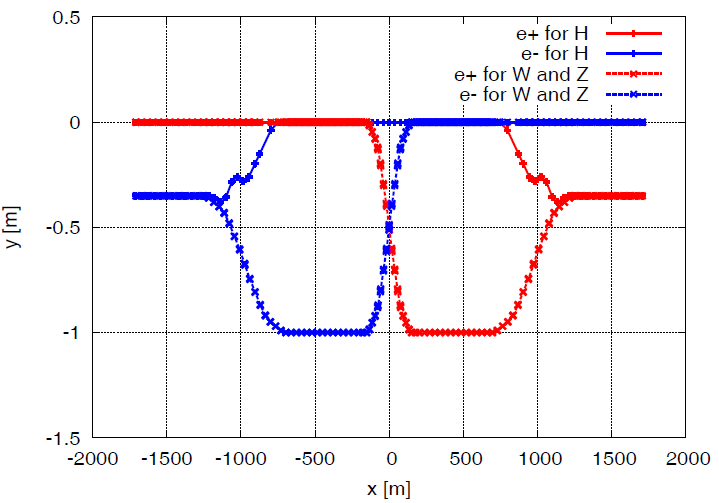 0.5
e+ for H
e- for H
e+ for W and Z
e- for W and Z
0
y [m]
-0.5
-1
-1.5
-2000 -1500 -1000 -500 0 500 1000 1500 2000
x [m]